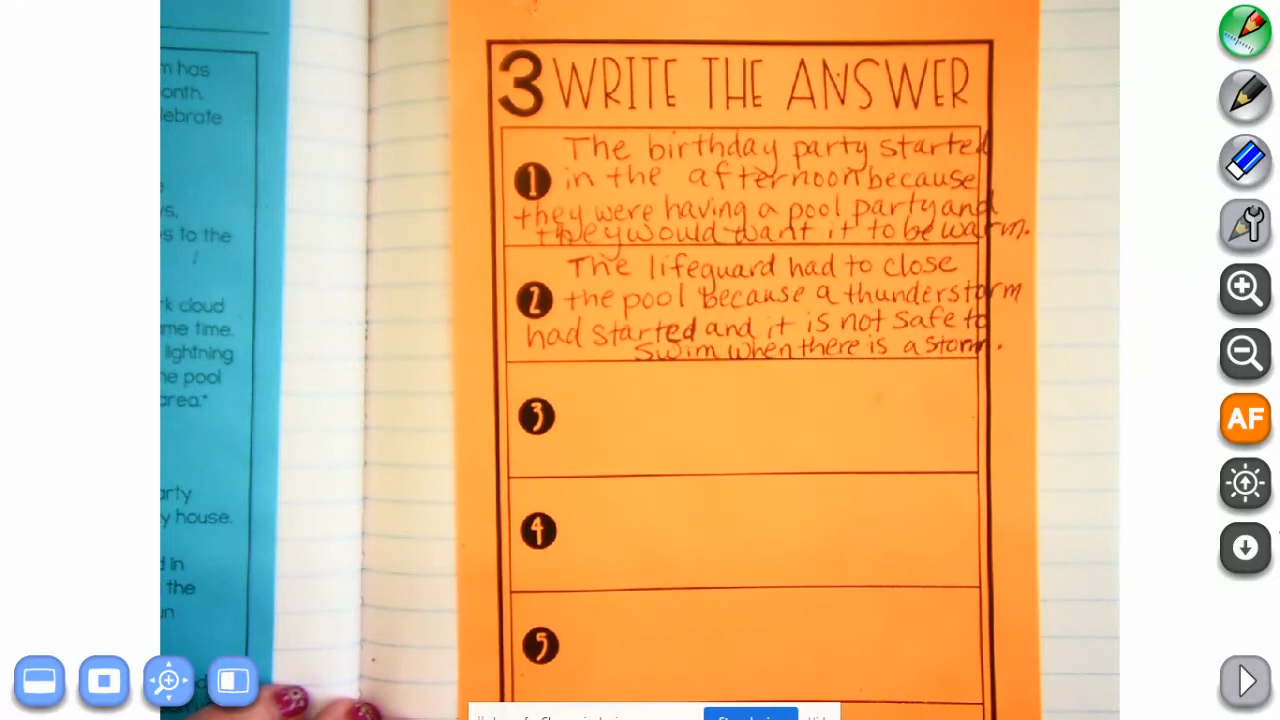 m has
onth.
lebrate
s.
s to the
k cloud
me time.
lightning
he pool
area."
arty
y house.
d in
the
3 WRITE THE ANSWER
1 The birthday party started
in the afternoon because
they were having a pool party and
they would want it to be warm.
2 The lifeguard had to close
the pool because a thunderstorm
had started and it is not safe to
swim when there is a storm.
3
4
5
AF